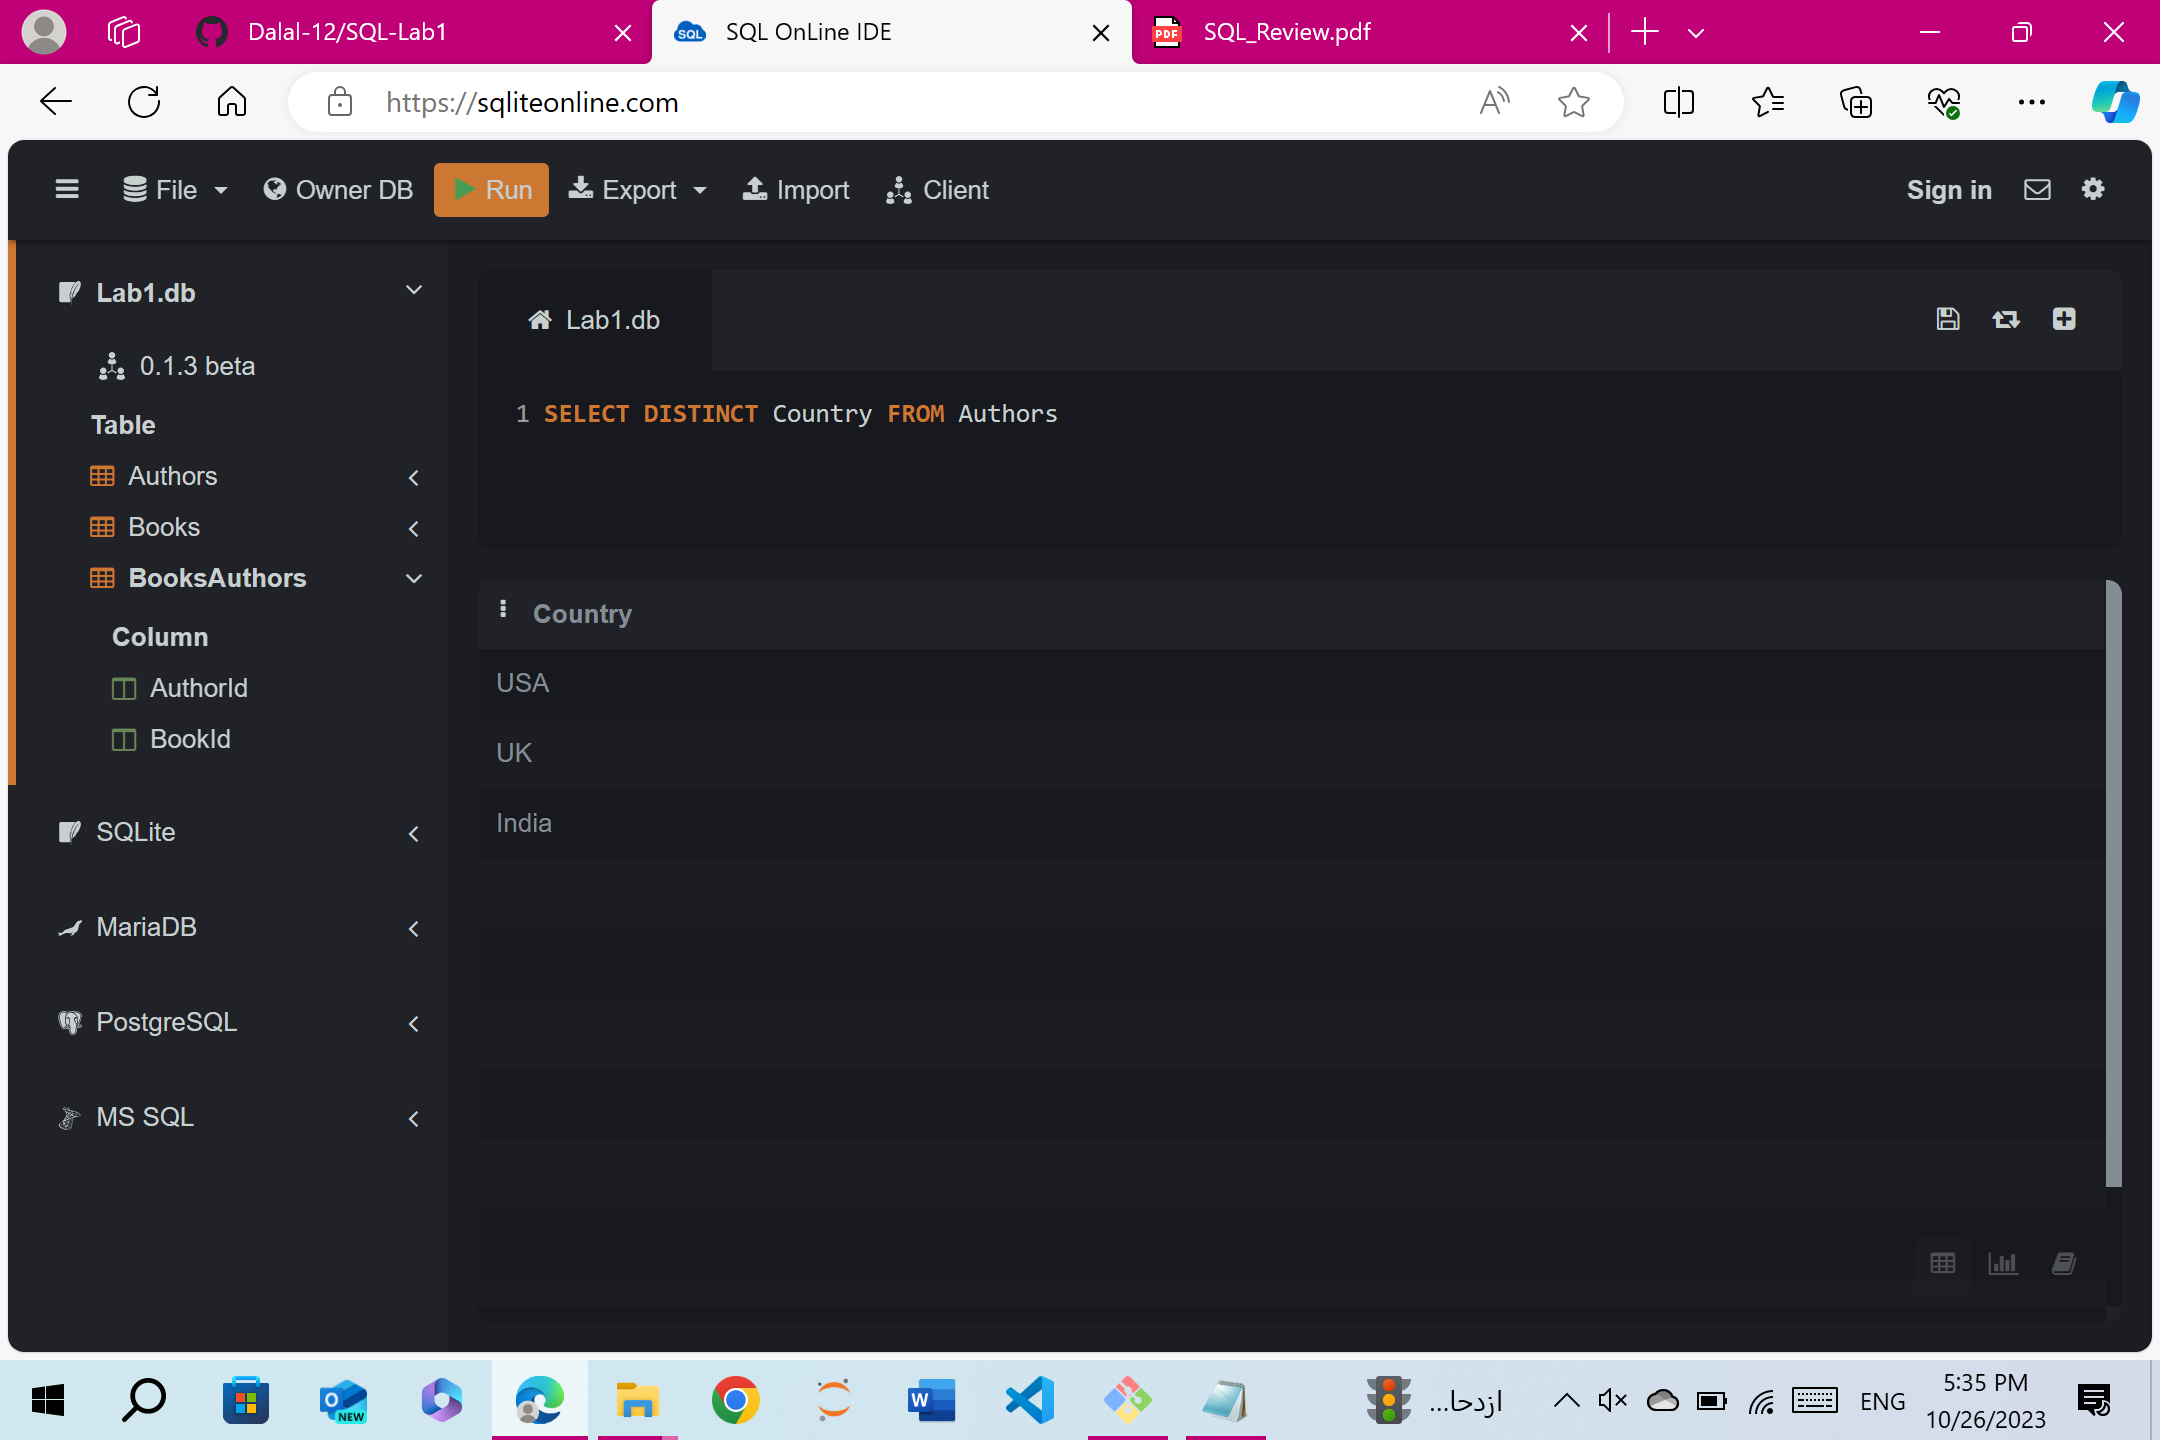 Dalal-12/SQL-Lab1
SQL OnLine IDE
SQL_Review.pdf
https://sqliteonline.com
File
Owner DB
Run
Export
Import
Client
Sign in
Lab1.db
0.1.3 beta
Table
Authors
Books
BooksAuthors
Column
AuthorId
BookId
SQLite
MariaDB
PostgreSQL
MS SQL
Lab1.db
1 SELECT DISTINCT Country FROM Authors
Country
USA
UK
India
ازدحا...
ENG
5:35 PM
10/26/2023